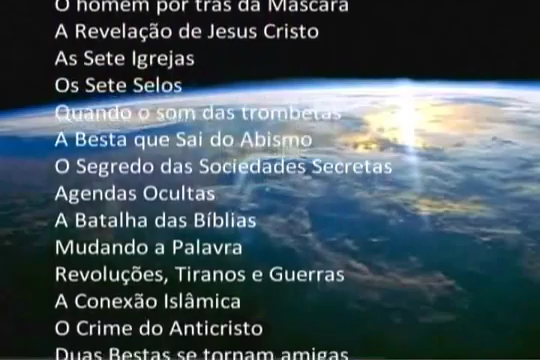 O homem por trás da Máscara
A Revelação de Jesus Cristo
As Sete Igrejas
Os Sete Selos
Quando o som das trombetas
A Besta que Sai do Abismo
O Segredo das Sociedades Secretas
Agendas Ocultas
A Batalha das Bíblias
Mudando a Palavra
Revoluções, Tiranos e Guerras
A Conexão Islâmica
O Crime do Anticristo
Duas Bestas se tornam amigas